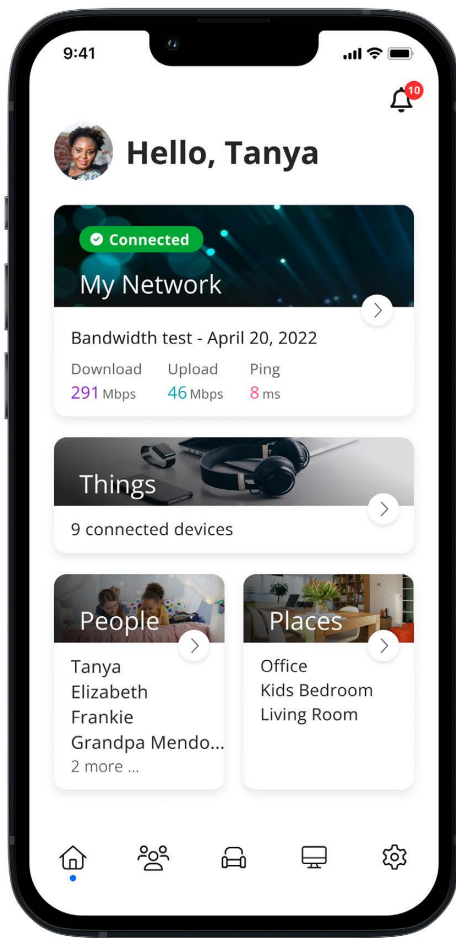 9:41
10
Hello, Tanya
Connected
My Network
Bandwidth test - April 20, 2022
Download Upload Ping
291 Mbps 46 Mbps 8 ms
Things
9 connected devices
People
Tanya
Elizabeth
Frankie
Grandpa Mendo...
2 more ...
Places
Office
Kids Bedroom
Living Room